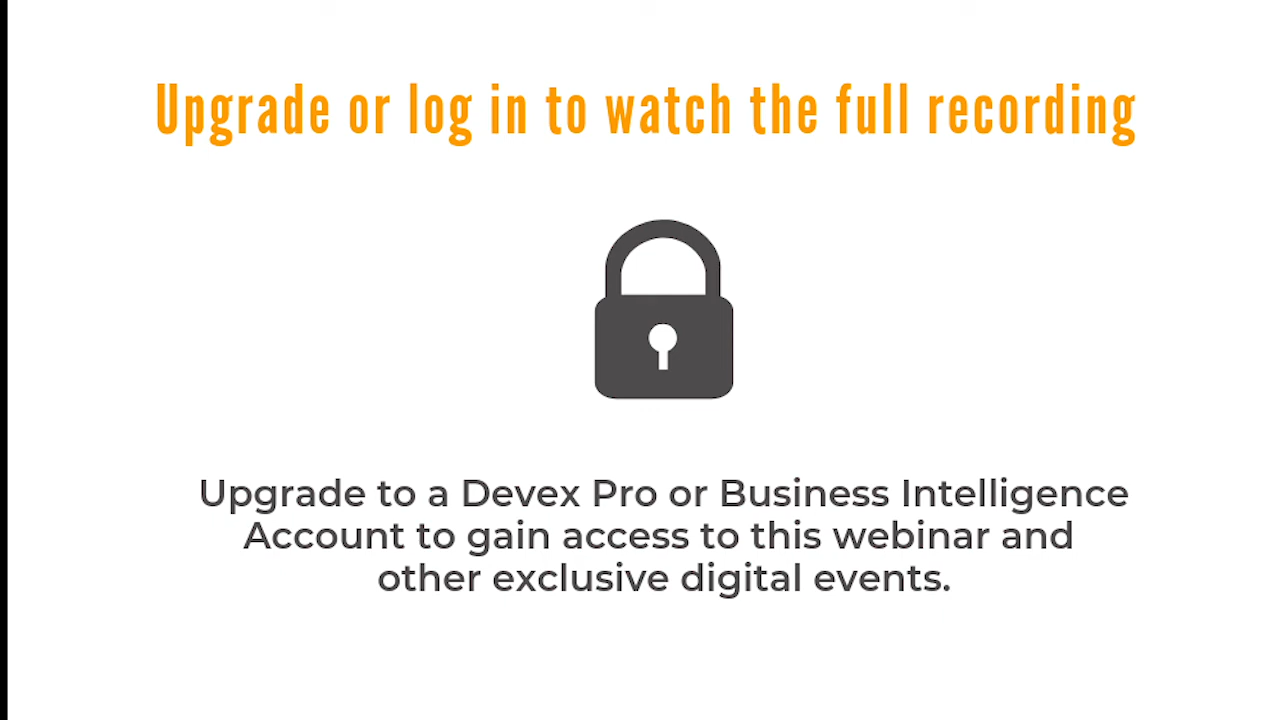 Upgrade or log in to watch the full recording
Upgrade to a Devex Pro or Business Intelligence
Account to gain access to this webinar and
other exclusive digital events.